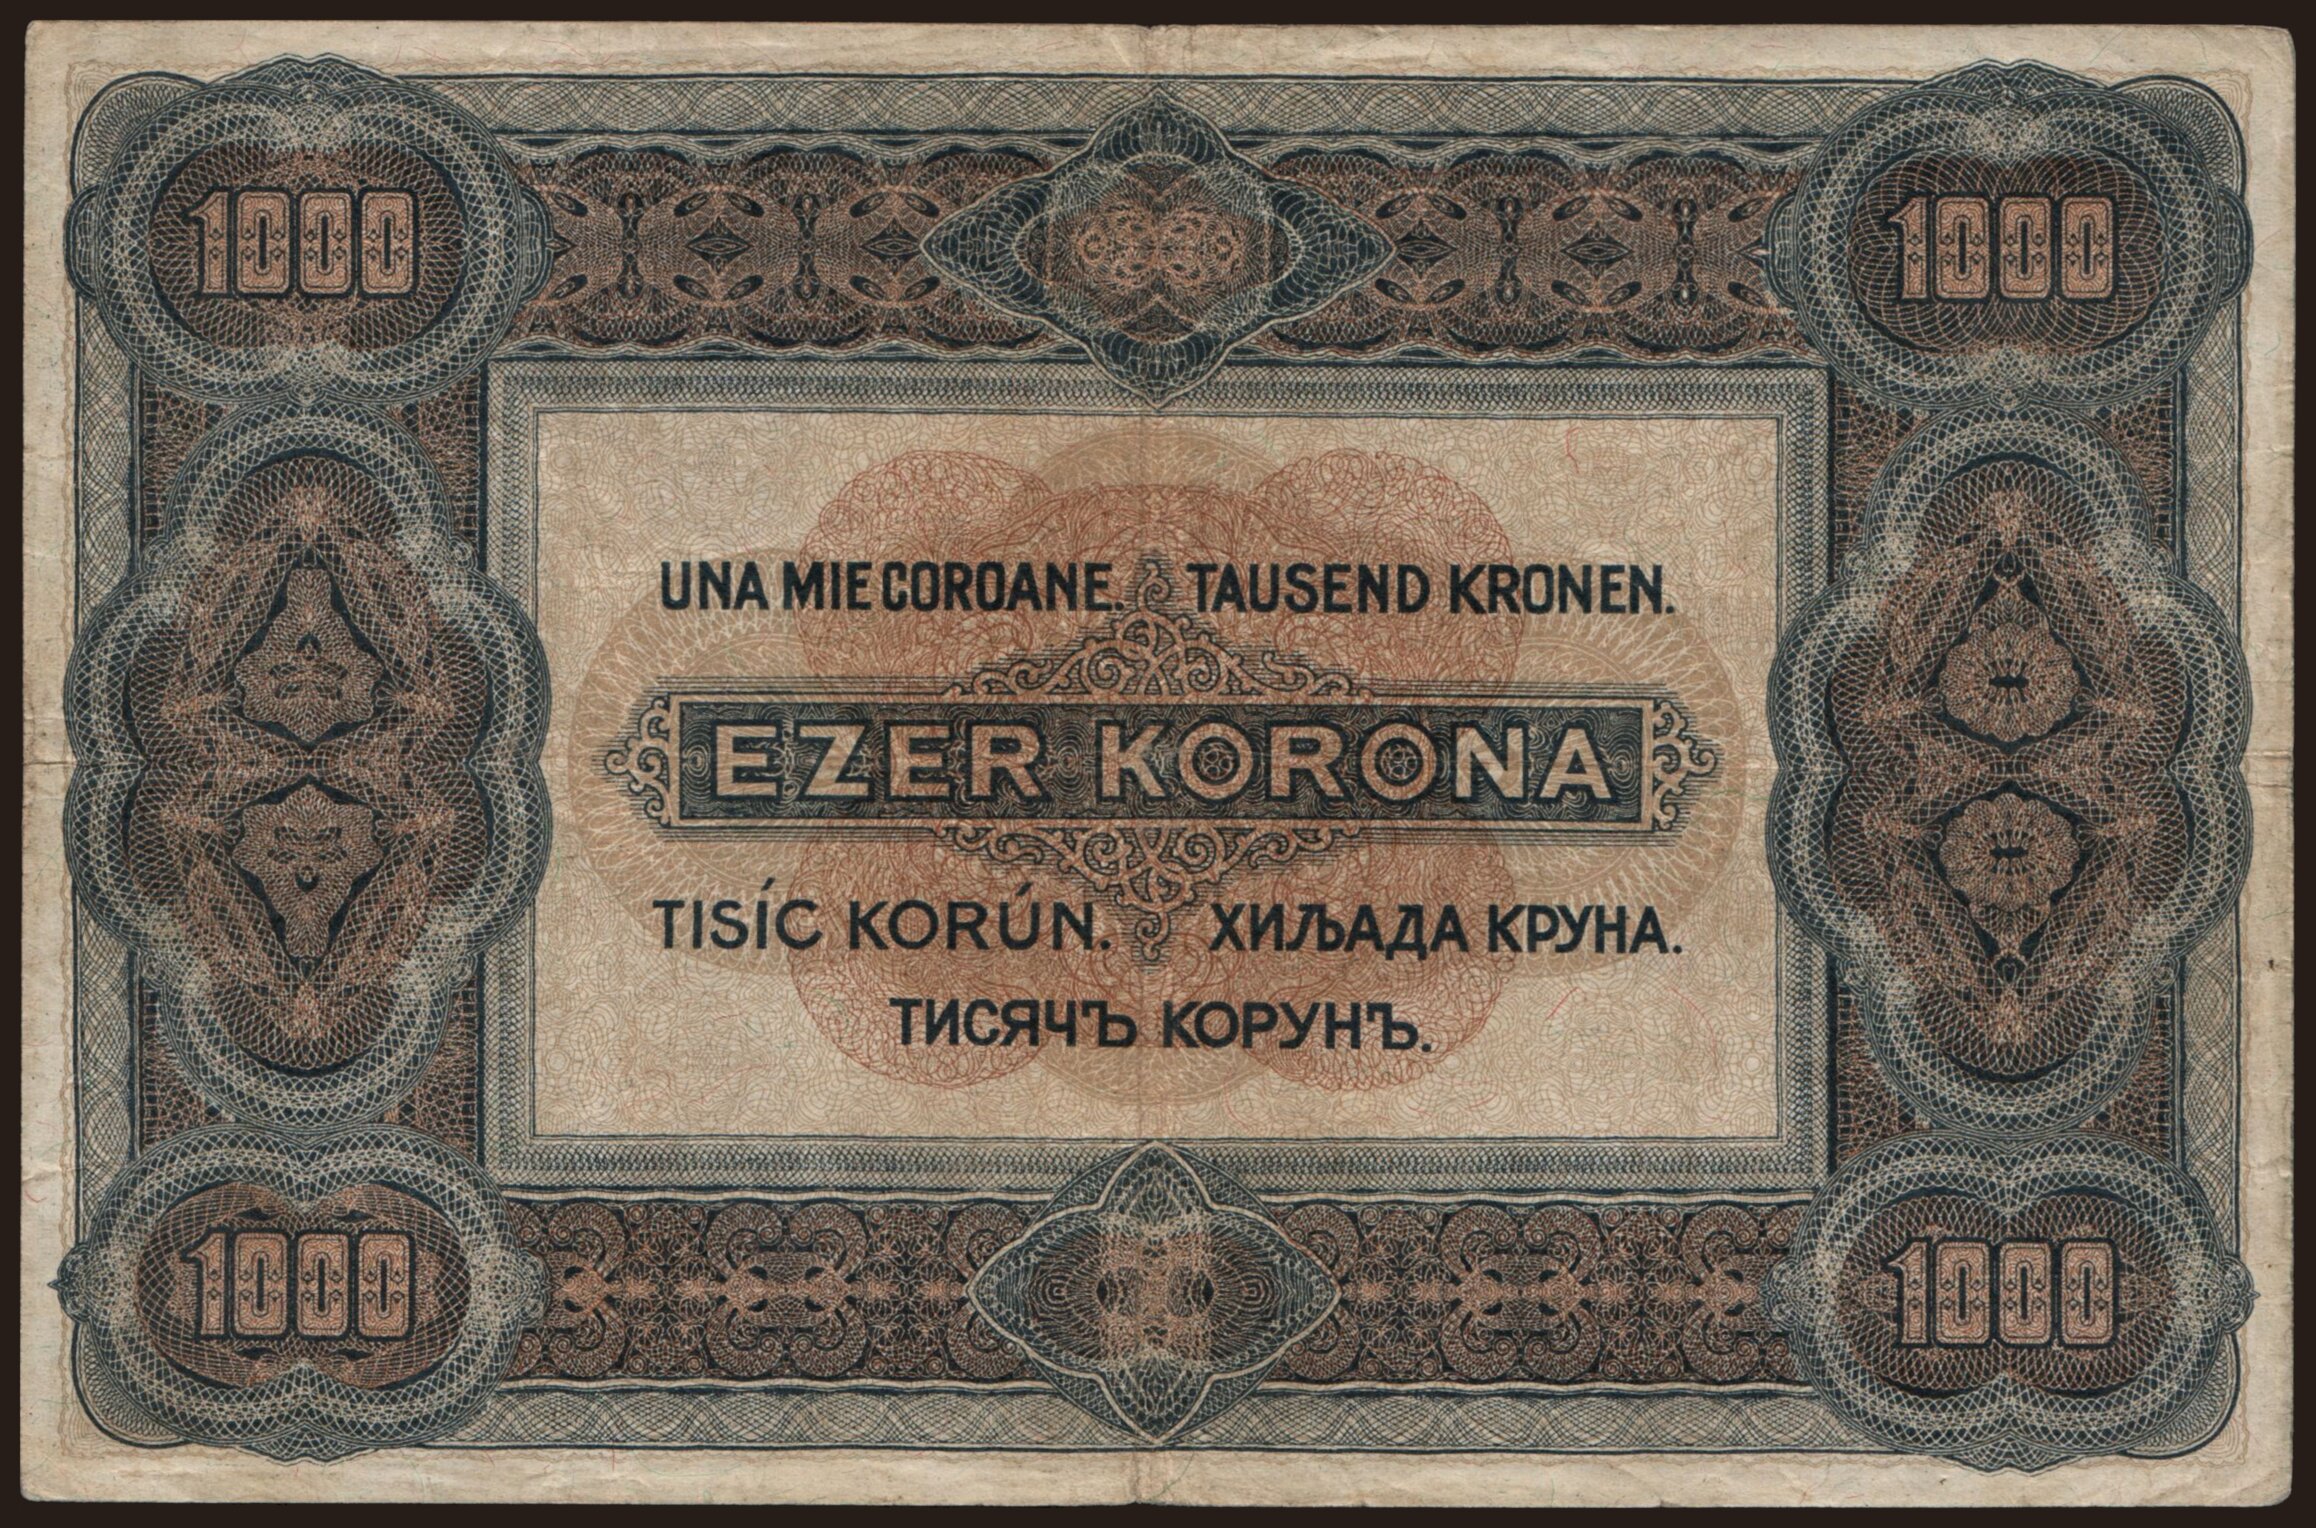 1000 1000
UNA MIE COROANE. TAUSEND KRONEN.
EZER KORONA
TISÍC KORÚN. ХИЉАДА КРУНА.
ТИСЯЧЪ КОРУНЪ.
1000 1000